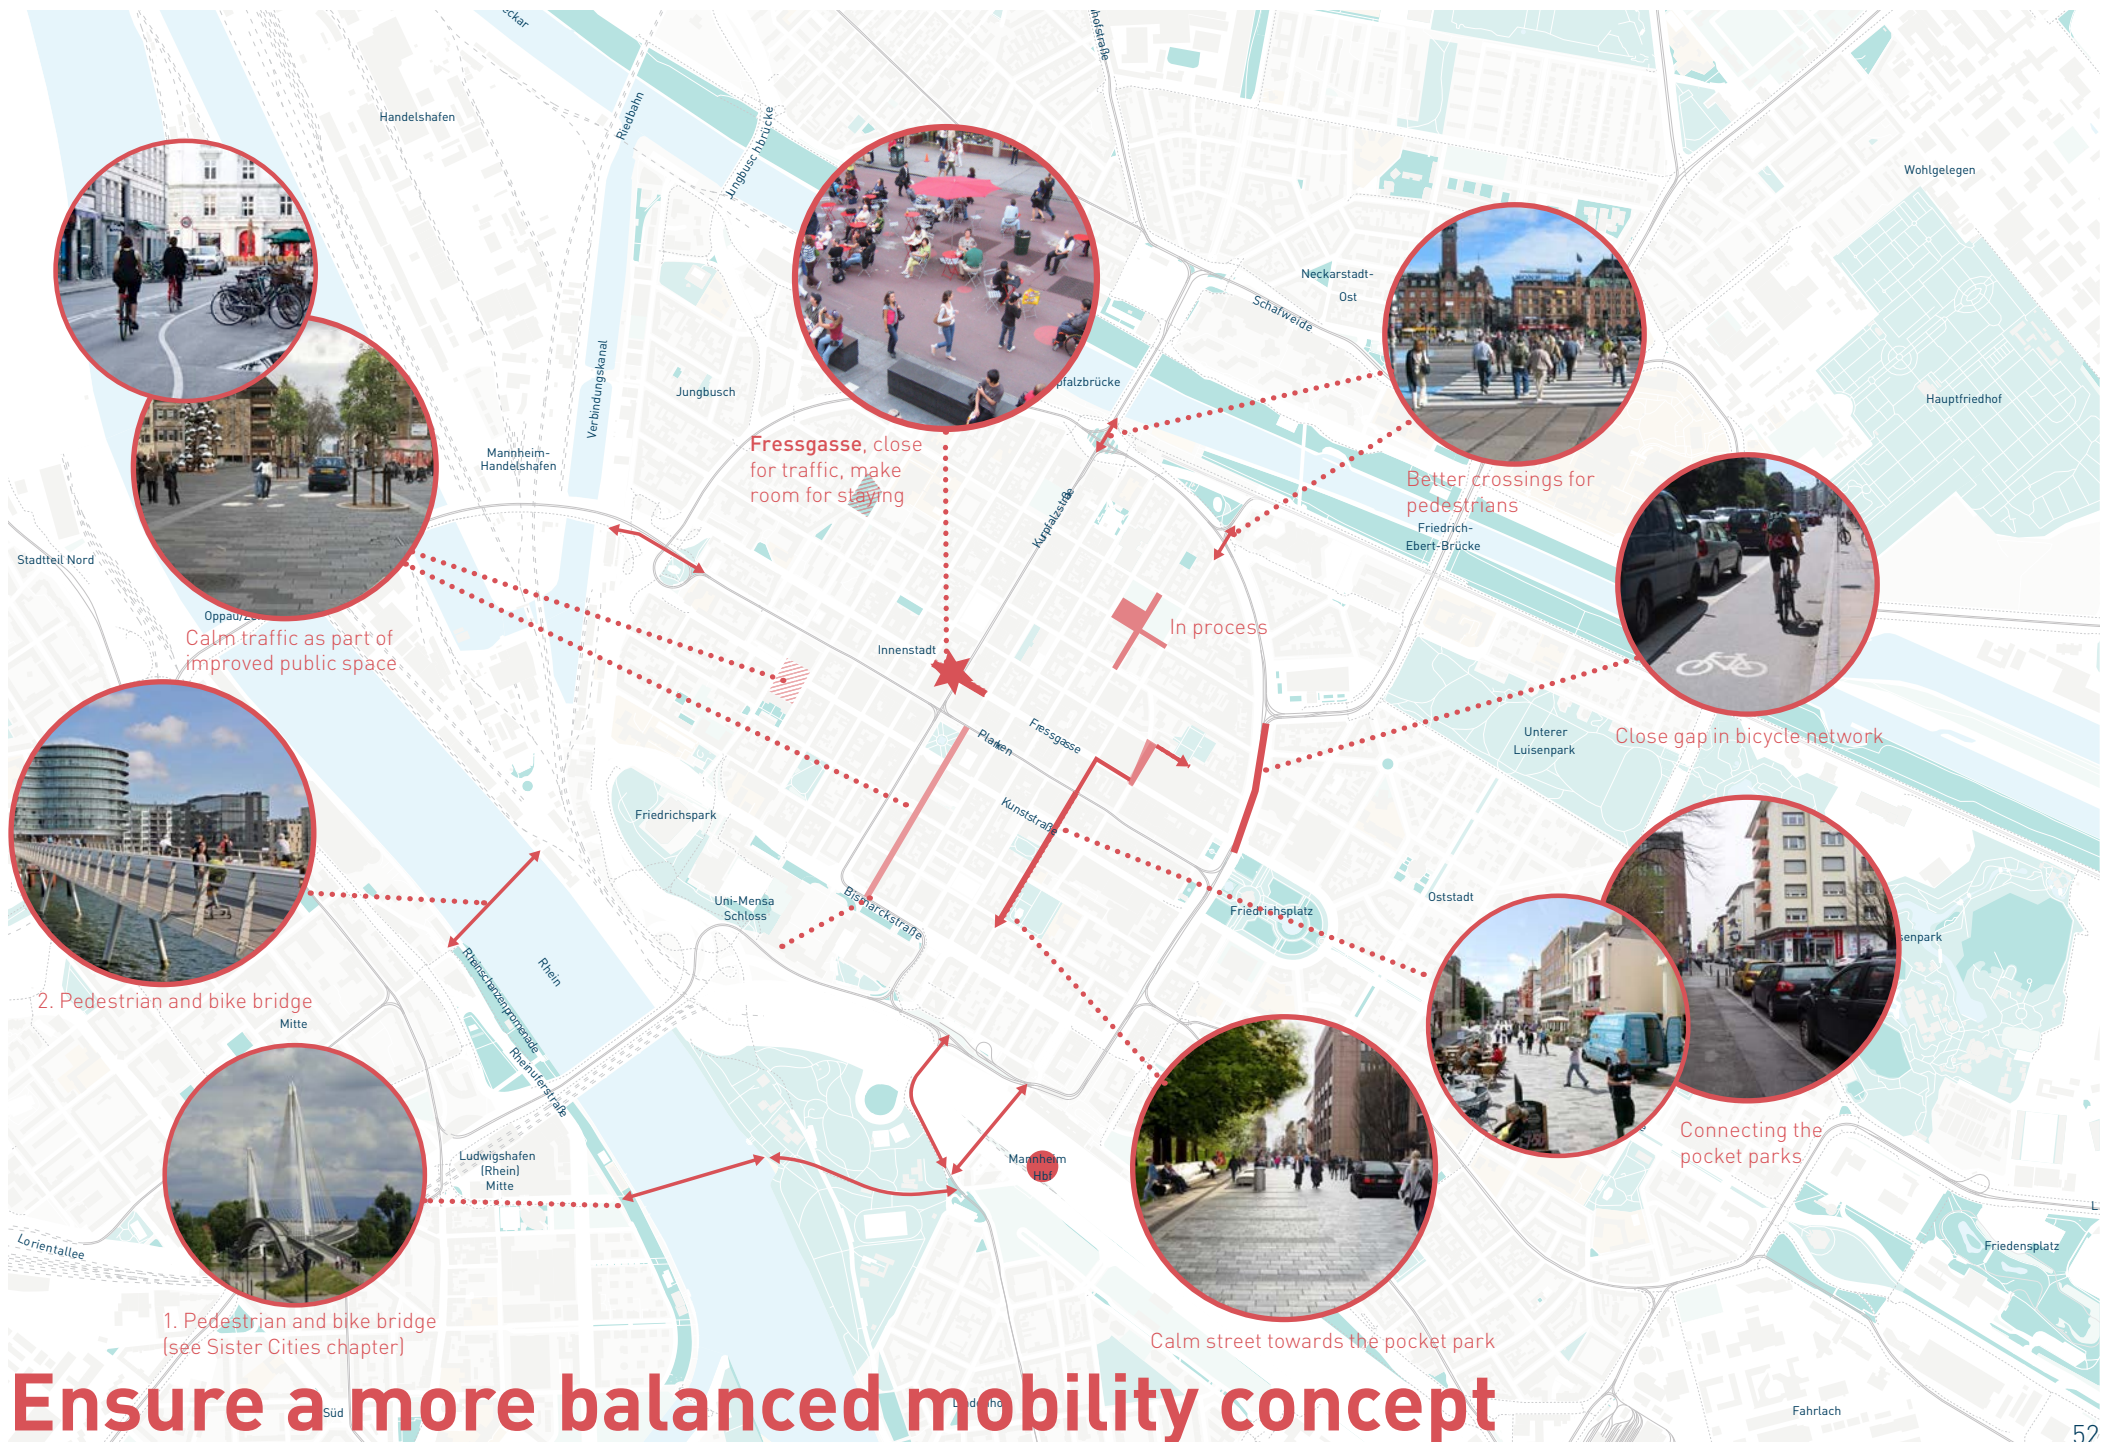 Handelshafen
Riedbahn
Wohlgelegen
Neckarstadt-
Ost
Schafweide
Verbindungskanal
Jungbusch
pfalzbrücke
Hauptfriedhof
Fressgasse, close
for traffic, make
room for staying
Mannheim-
Handelshafen
Better crossings for
pedestrians
Kurpfalzstraße
Friedrich-
Ebert-Brücke
Stadtteil Nord
Calm traffic as part of
improved public space
In process
Innenstadt
Planken
Fressgasse
Unterer
Luisenpark
Close gap in bicycle network
Friedrichspark
Kunststraße
Uni-Mensa
Schloss
Bismarckstraße
Friedrichsplatz
Oststadt
senpark
2. Pedestrian and bike bridge
Mitte
Rhein
Rheinschanzenpromenade
Rheinuferstraße
Ludwigshafen
(Rhein)
Mitte
Mannheim
Hbf
Connecting the
pocket parks
Lorientallee
Friedensplatz
1. Pedestrian and bike bridge
(see Sister Cities chapter)
Calm street towards the pocket park
Ensure a more balanced mobility concept
Süd
Fahrlach
52